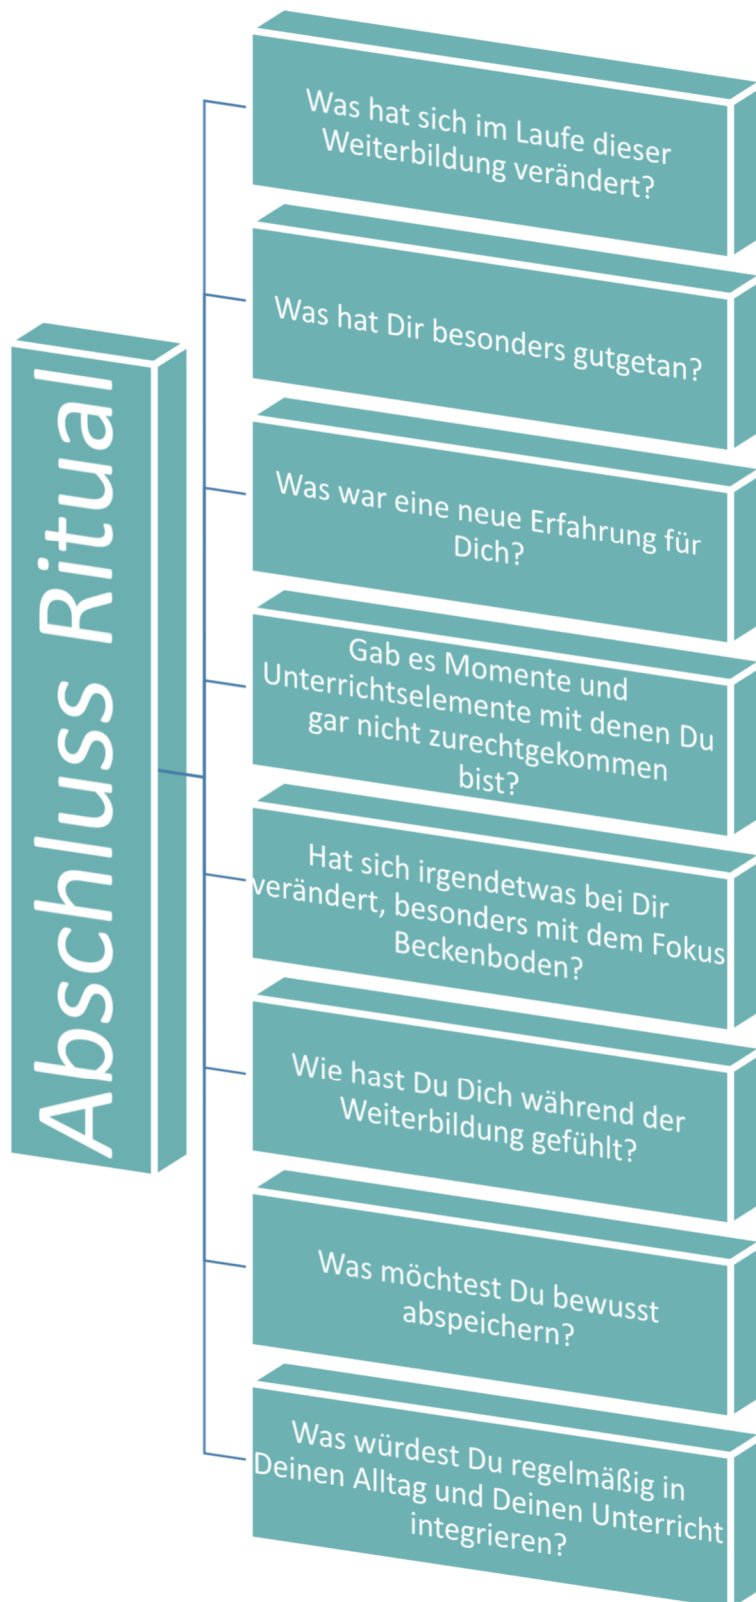 Abschluss Ritual
Was hat sich im Laufe dieser
Weiterbildung verändert?
Was hat Dir besonders gutgetan?
Was war eine neue Erfahrung für
Dich?
Gab es Momente und
Unterrichtselemente mit denen Du
gar nicht zurechtgekommen
bist?
Hat sich irgendetwas bei Dir
verändert, besonders mit dem Fokus
Beckenboden?
Wie hast Du Dich während der
Weiterbildung gefühlt?
Was möchtest Du bewusst
abspeichern?
Was würdest Du regelmäßig in
Deinen Alltag und Deinen Unterricht
integrieren?